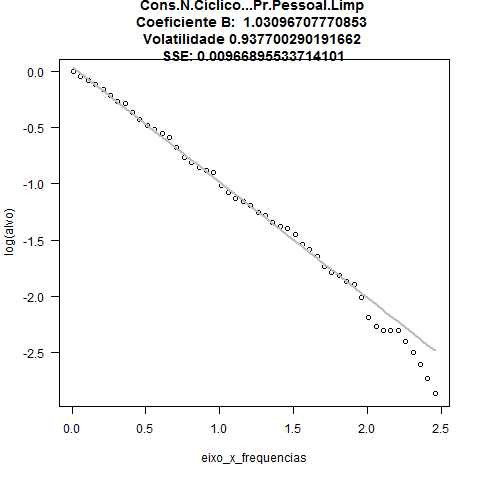 Cons.N.Ciclico...Pr.Pessoal.Limp
Coeficiente B:  1.03096707770853
Volatilidade 0.937700290191662
SSE: 0.00966895533714101
0.0
-0.5
-1.0
-1.5
-2.0
-2.5
log(alvo)
0.0 0.5 1.0 1.5 2.0 2.5
eixo_x_frequencias